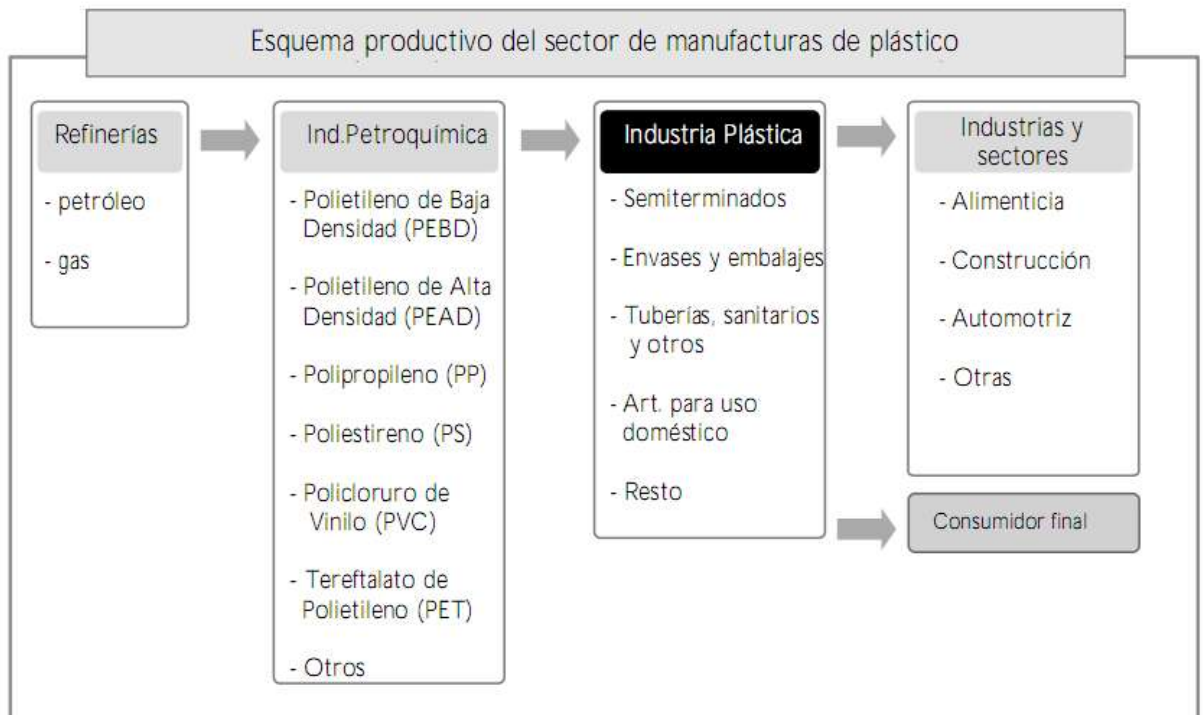 Esquema productivo del sector de manufacturas de plástico
Refinerías
- petróleo
- gas
Ind.Petroquímica
- Polietileno de Baja
Densidad (PEBD)
- Polietileno de Alta
Densidad (PEAD)
- Polipropileno (PP)
- Poliestireno (PS)
- Policloruro de
Vinilo (PVC)
- Tereftalato de
Polietileno (PET)
- Otros
Industria Plástica
- Semiterminados
- Envases y embalajes
- Tuberías, sanitarios
y otros
- Art. para uso
doméstico
- Resto
Industrias y
sectores
- Alimenticia
- Construcción
- Automotriz
- Otras
Consumidor final